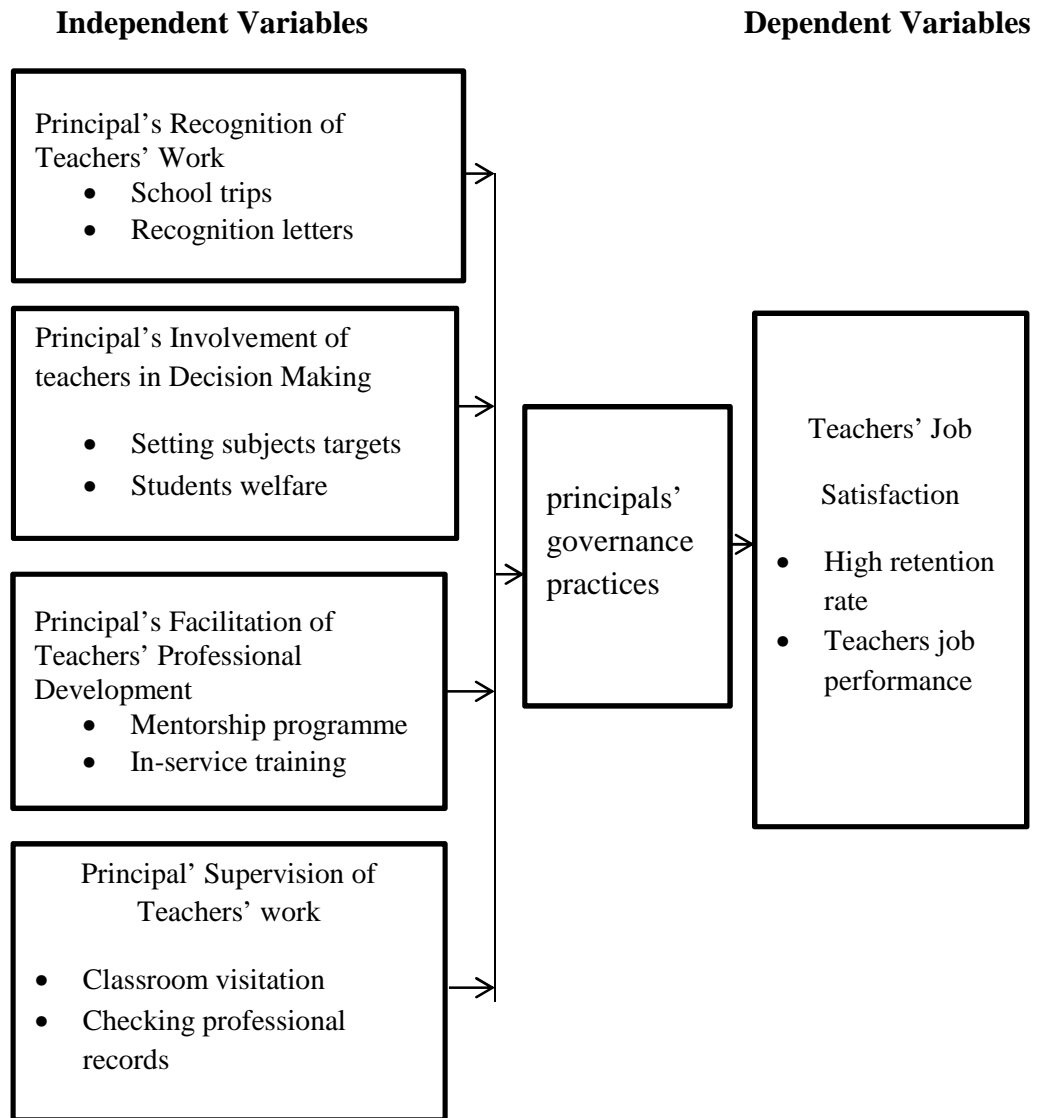 Independent Variables
Dependent Variables
Principal’s Recognition of
Teachers’ Work
• School trips
• Recognition letters
Principal’s Involvement of
teachers in Decision Making
• Setting subjects targets
• Students welfare
Principal’s Facilitation of
Teachers’ Professional
Development
• Mentorship programme
• In-service training
Principal’ Supervision of
Teachers’ work
• Classroom visitation
• Checking professional
records
principals’
governance
practices
Teachers’ Job
Satisfaction
• High retention
rate
• Teachers job
performance